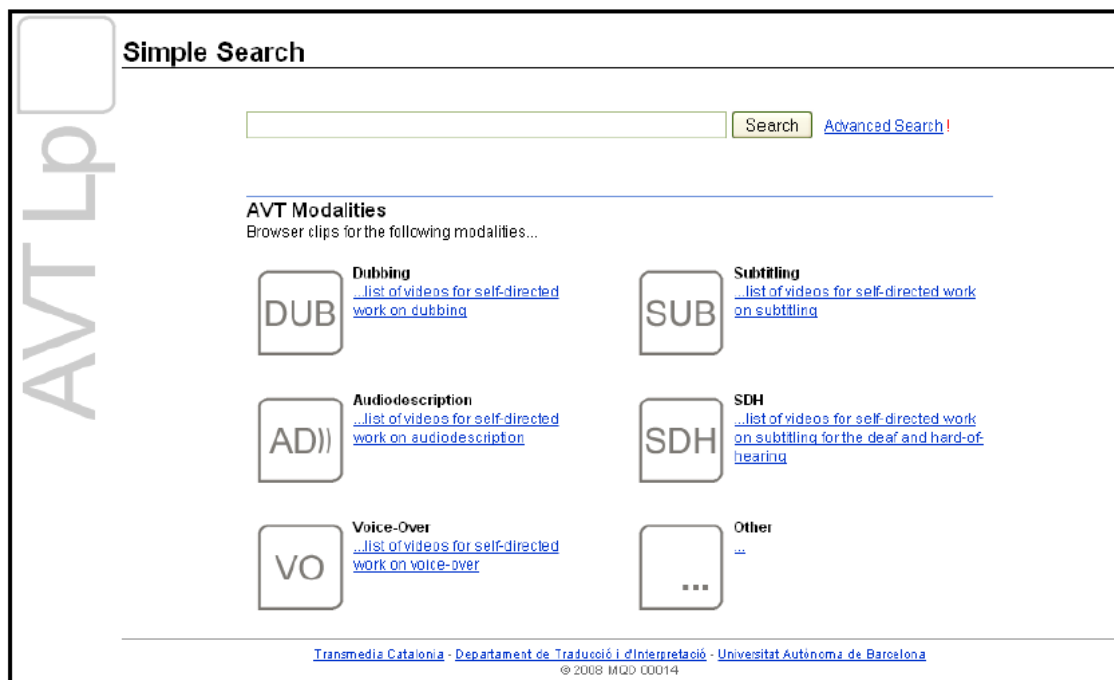 AVT Lp
Simple Search
Search Advanced Search !
AVT Modalities
Browser clips for the following modalities...
DUB
Dubbing
...list of videos for self-directed
work on dubbing
SUB
Subtitling
...list of videos for self-directed work
on subtitling
AD))
Audiodescription
...list of videos for self-directed
work on audiodescription
SDH
SDH
...list of videos for self-directed work
on subtitling for the deaf and hard-of-
hearing
VO
Voice-Over
...list of videos for self-directed
work on voice-over
...
Other
...
Transmedia Catalonia - Departament de Traducció i d'Interpretació - Universitat Autònoma de Barcelona
© 2008 MQD 00014